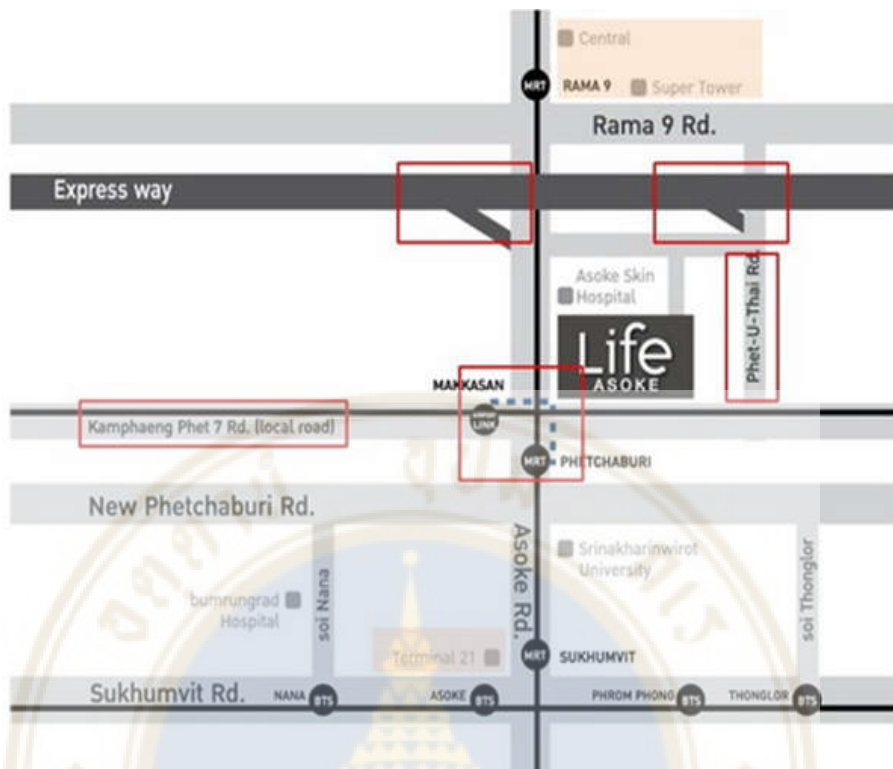 Central
MRT
RAMA 9
Super Tower
Rama 9 Rd.
Express way
Asoke Skin
Hospital
Phet-U-Thai Rd.
Life
ASOKE
MAKKASAN
AIRPORT
LINK
Kamphaeng Phet 7 Rd. (local road)
MRT
PHETCHABURI
New Phetchaburi Rd.
Asoke Rd.
Srinakharinwirot
University
soi Thonglor
soi Nana
bumrungrad
Hospital
Terminal 21
MRT
SUKHUMVIT
Sukhumvit Rd.
NANA
BTS
ASOKE
BTS
PHROM PHONG
BTS
THONGLOR
BTS